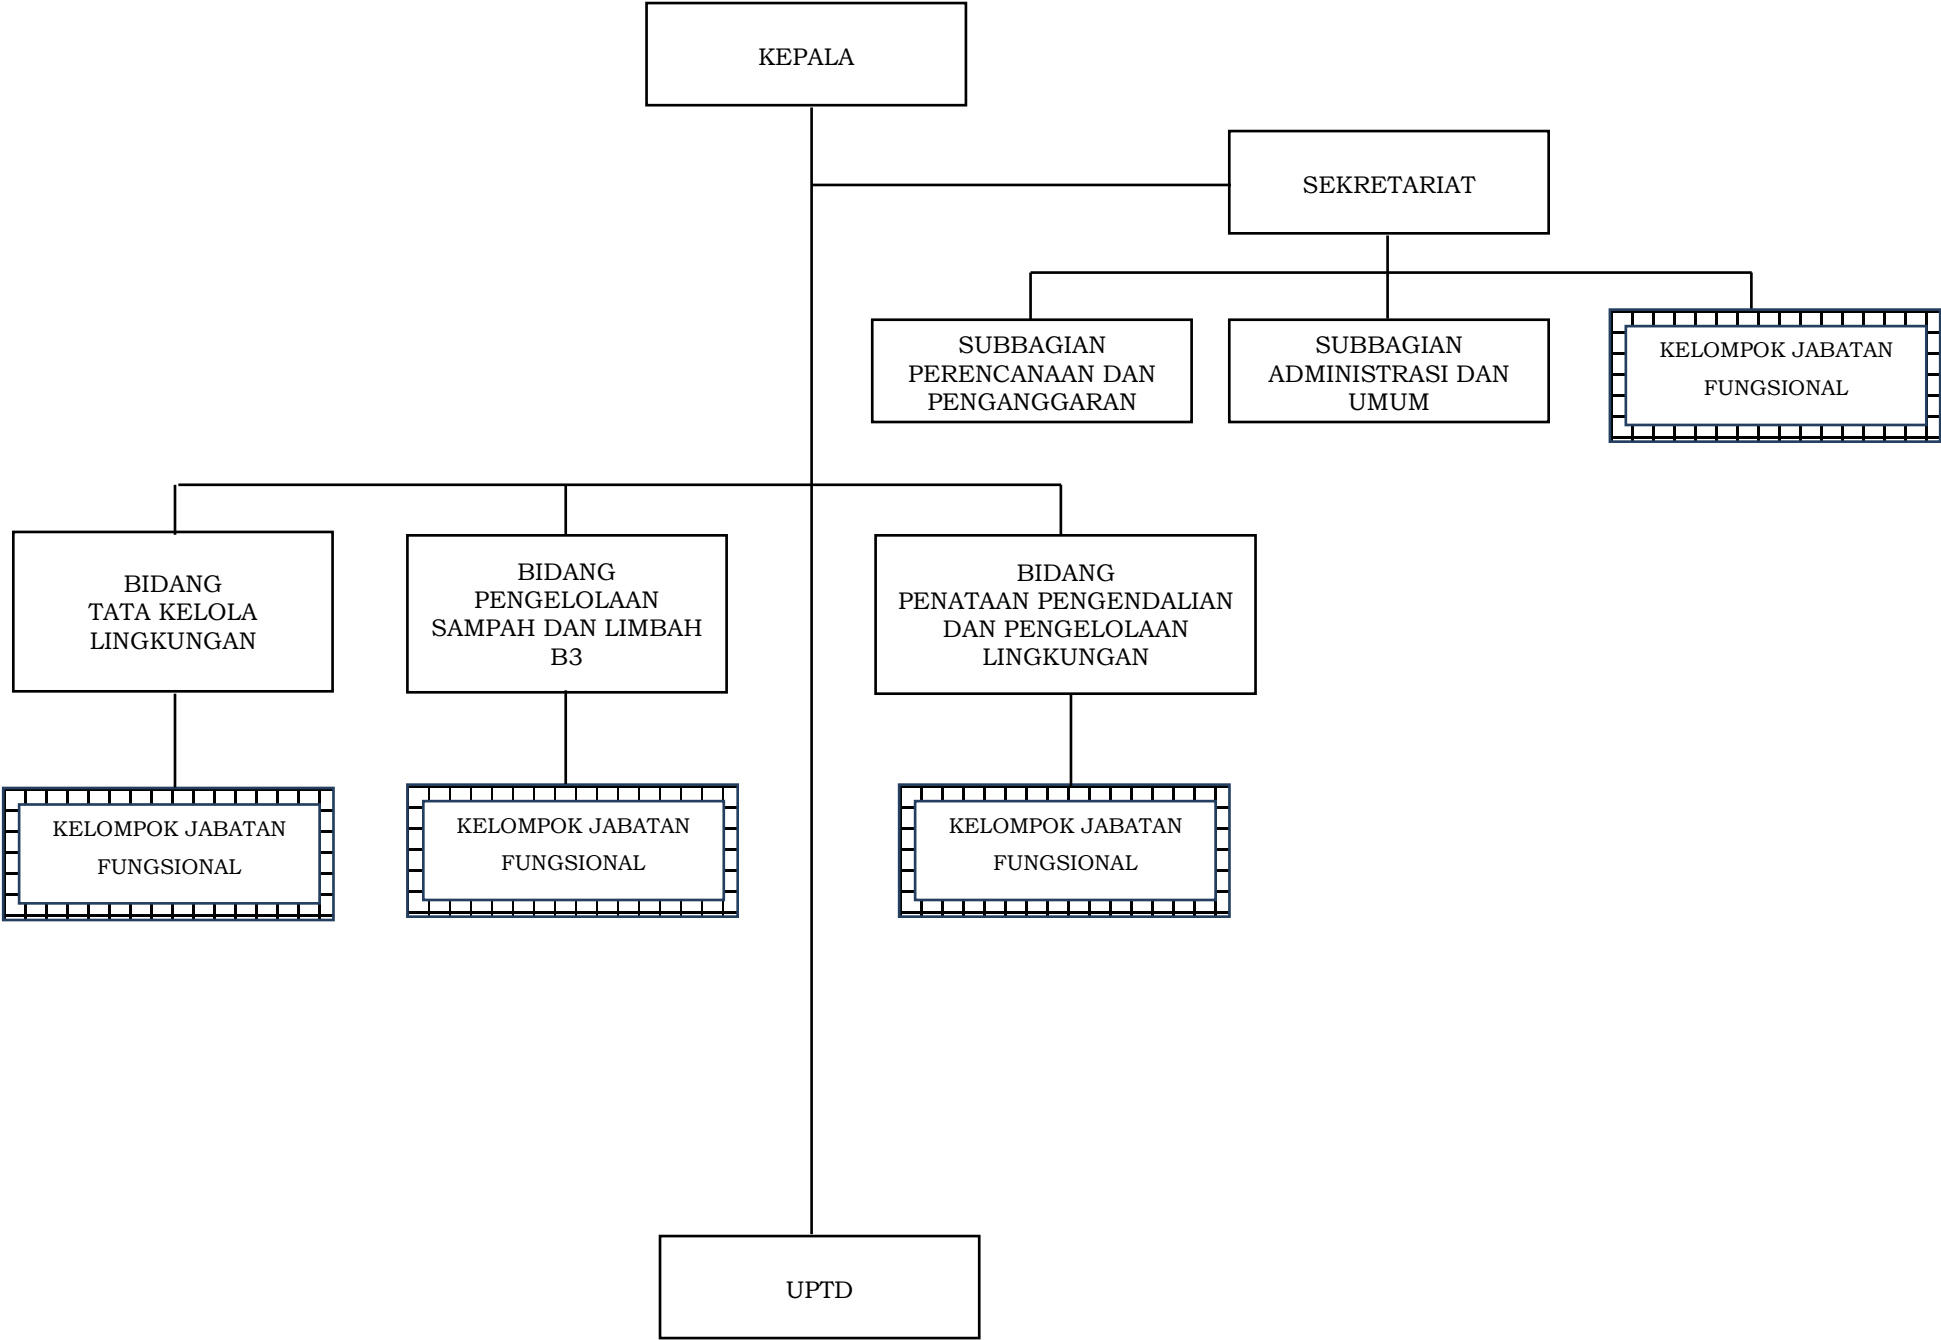 KEPALA
SEKRETARIAT
SUBBAGIAN
PERENCANAAN DAN
PENGANGGARAN
SUBBAGIAN
ADMINISTRASI DAN
UMUM
KELOMPOK JABATAN
FUNGSIONAL
BIDANG
TATA KELOLA
LINGKUNGAN
BIDANG
PENGELOLAAN
SAMPAH DAN LIMBAH
B3
BIDANG
PENATAAN PENGENDALIAN
DAN PENGELOLAAN
LINGKUNGAN
KELOMPOK JABATAN
FUNGSIONAL
KELOMPOK JABATAN
FUNGSIONAL
KELOMPOK JABATAN
FUNGSIONAL
UPTD